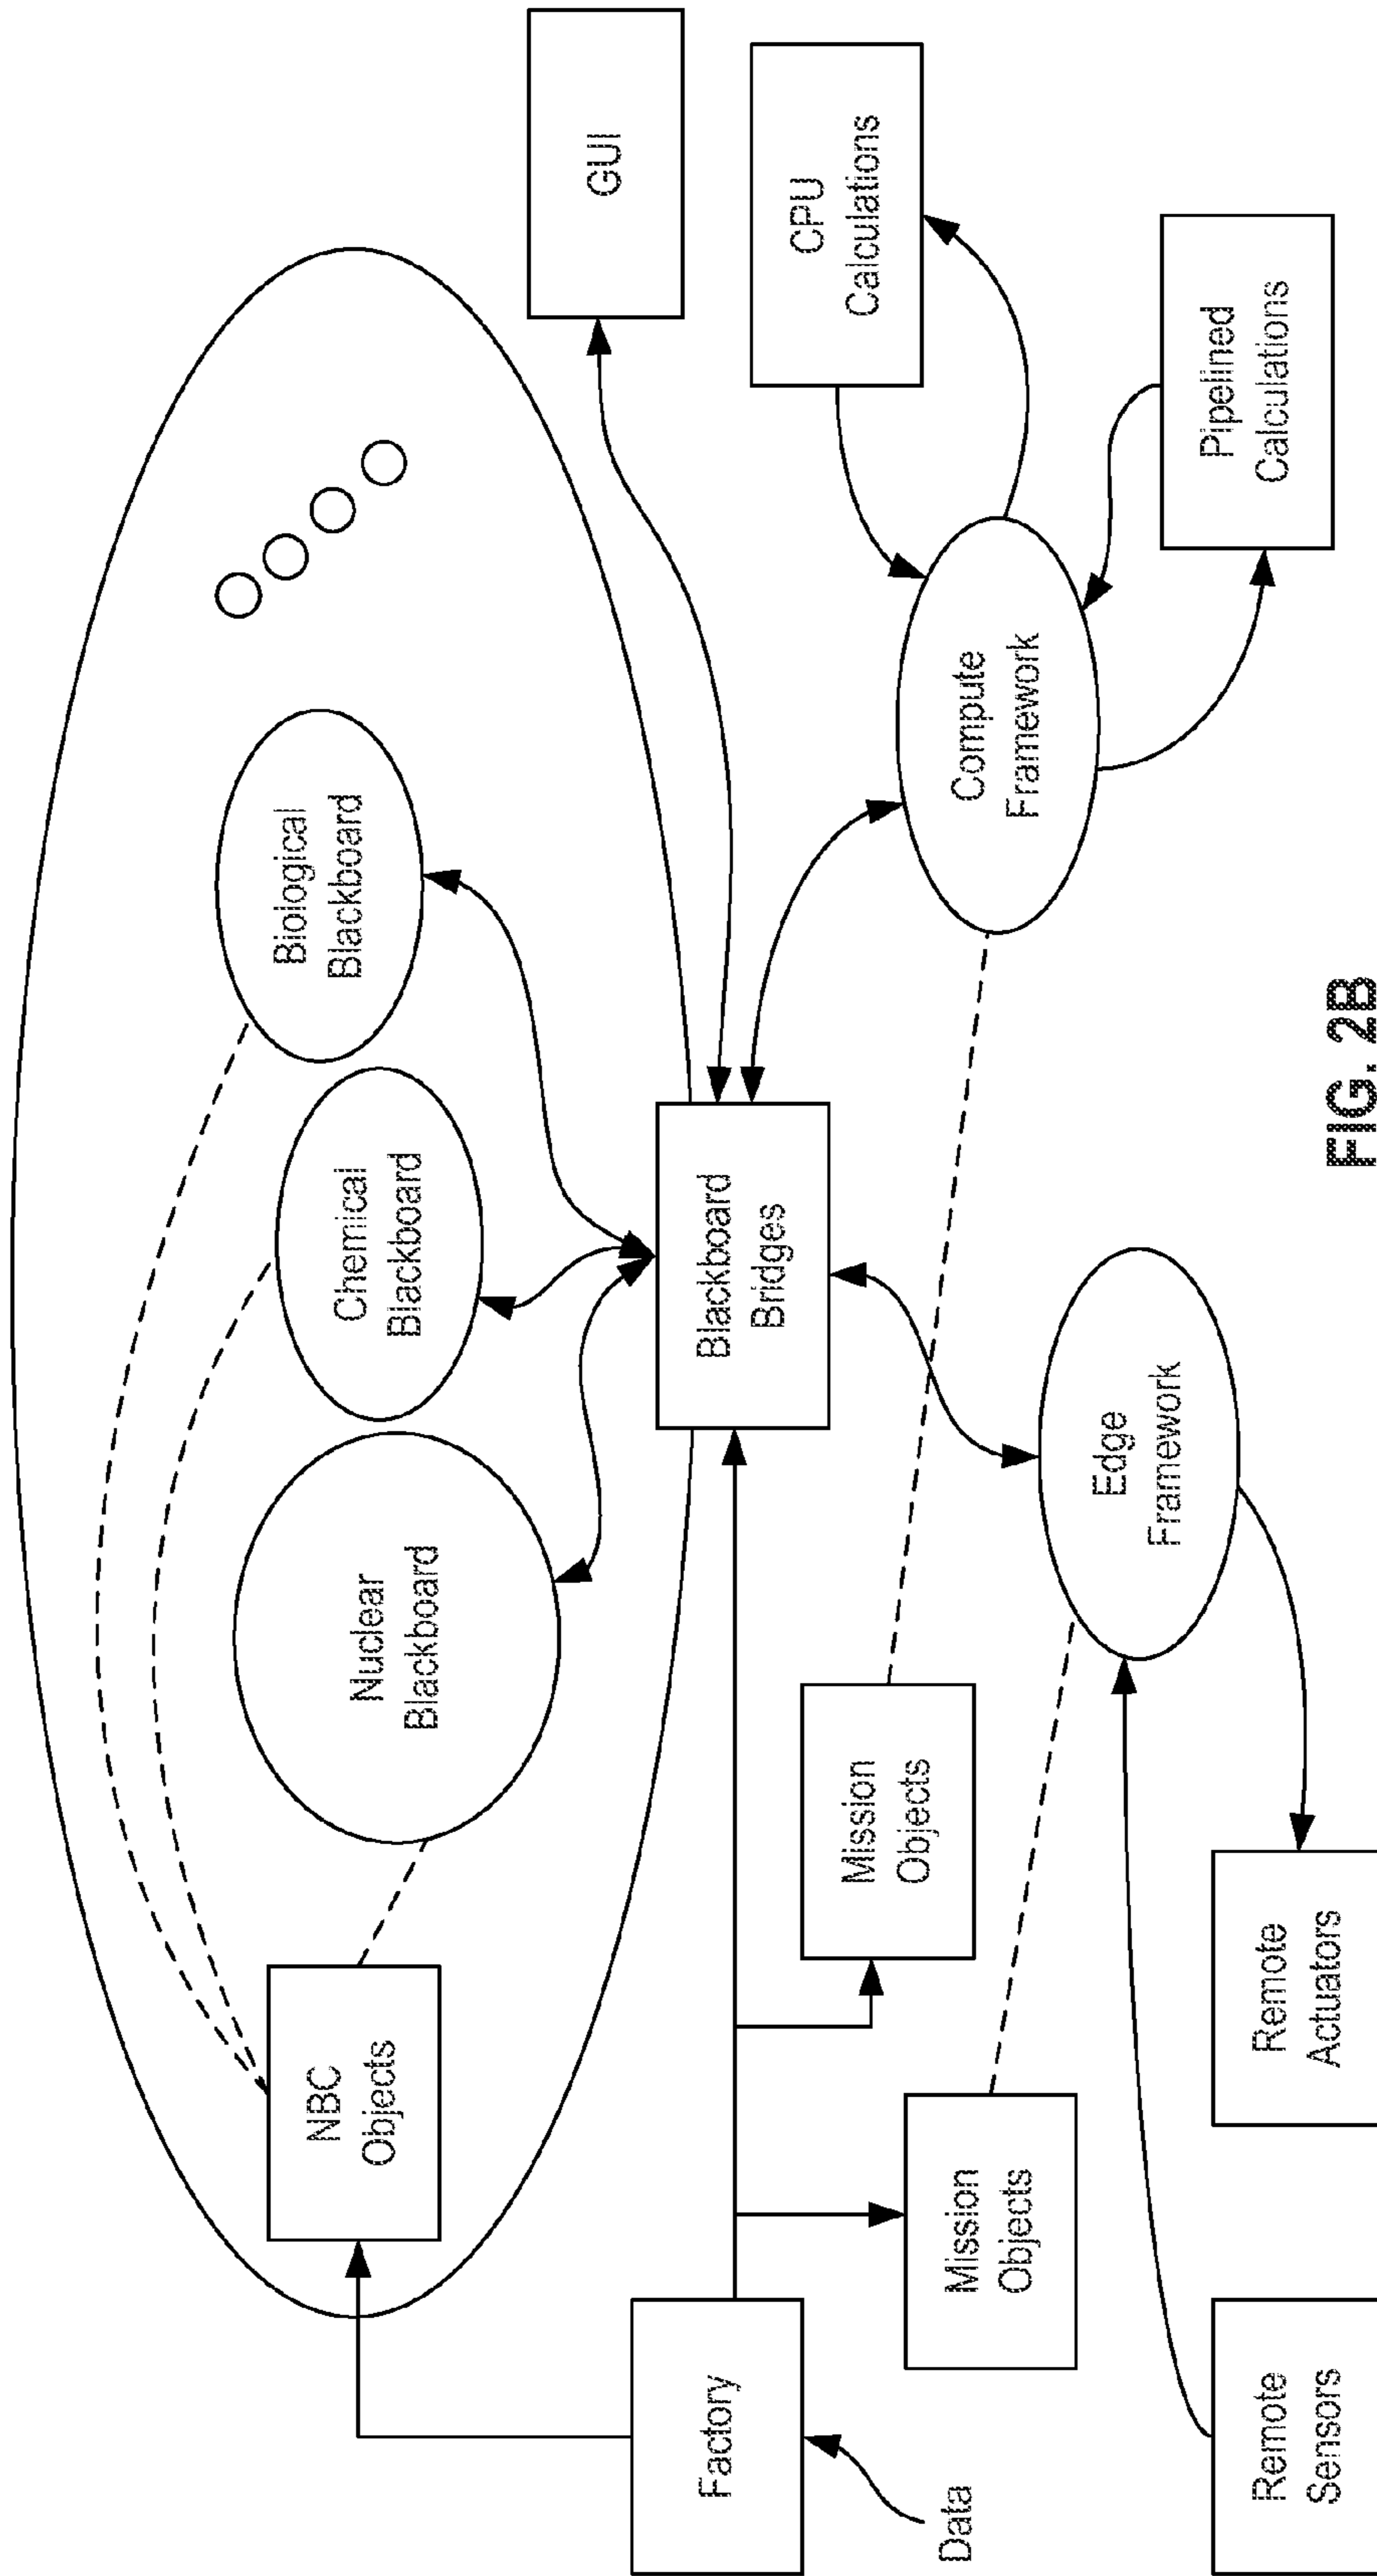 NBC
Objects
Nuclear
Blackboard
Chemical
Blackboard
Biological
Blackboard
GUI
Factory
Data
Blackboard
Bridges
CPU
Calculations
Mission
Objects
Mission
Objects
Compute
Framework
Pipelined
Calculations
Edge
Framework
Remote
Sensors
Remote
Actuators
FIG. 2B